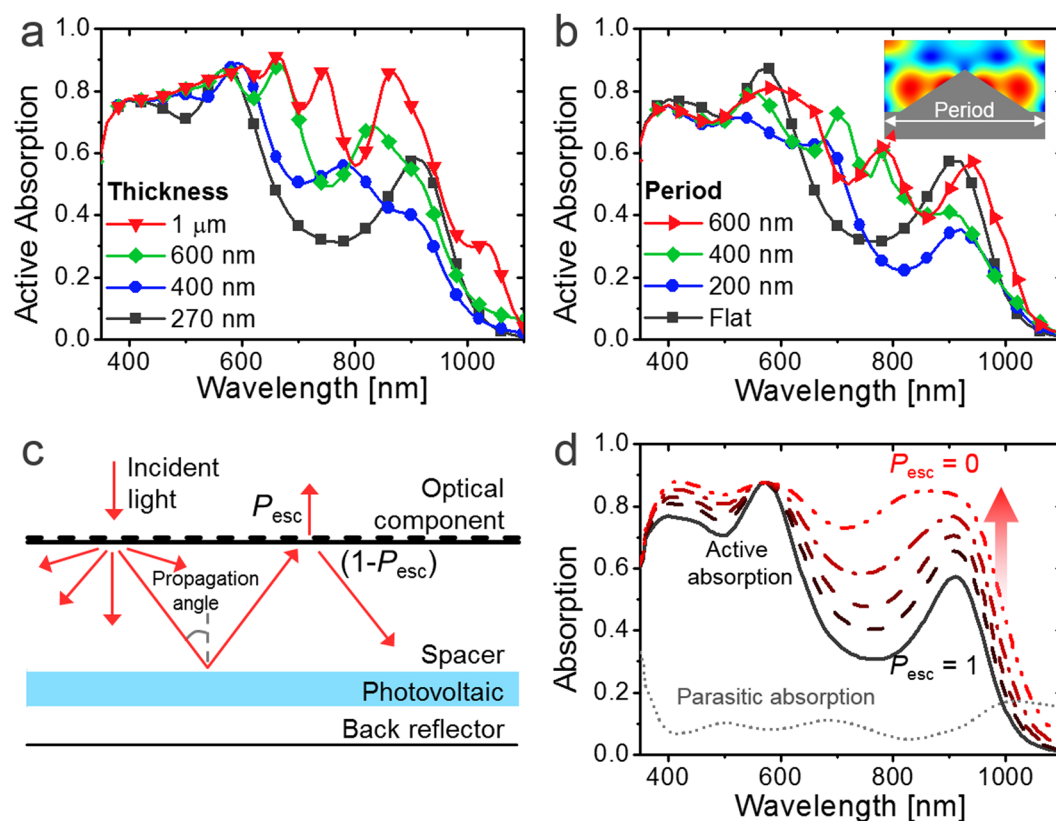 a
1.0
0.8
0.6
0.4
0.2
0.0
Active Absorption
Thickness
1 μm
600 nm
400 nm
270 nm
400 600 800 1000
Wavelength [nm]
b
1.0
0.8
0.6
0.4
0.2
0.0
Active Absorption
Period
Period
600 nm
400 nm
200 nm
Flat
400 600 800 1000
Wavelength [nm]
c
Incident
light
Pesc
Optical
component
(1-Pesc)
Propagation
angle
Spacer
Photovoltaic
Back reflector
d
1.0
0.8
0.6
0.4
0.2
0.0
Absorption
Pesc = 0
Active
absorption
Pesc = 1
Parasitic absorption
400 600 800 1000
Wavelength [nm]